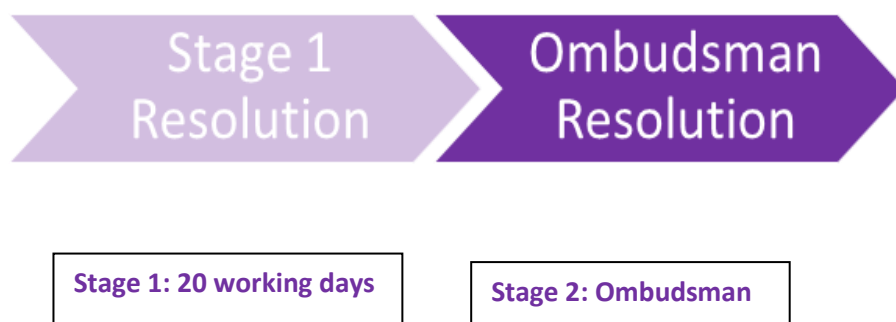 Stage 1
Resolution
Ombudsman
Resolution
Stage 1: 20 working days
Stage 2: Ombudsman